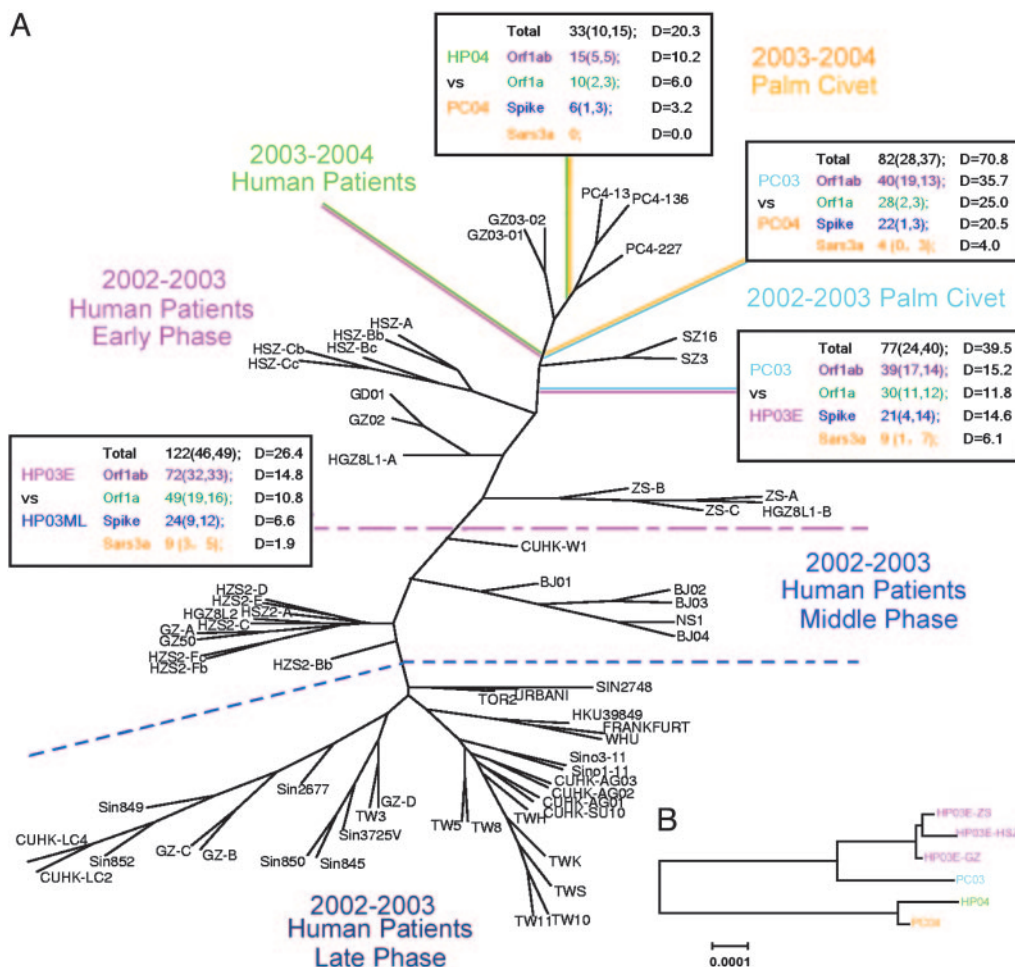 A
Total 33(10,15); D=20.3
HP04 Orf1ab 15(5,5); D=10.2
vs Orf1a 10(2,3); D=6.0
PC04 Spike 6(1,3); D=3.2
Sars3a 0; D=0.0
2003-2004
Palm Civet
2003-2004
Human Patients
Total 82(28,37); D=70.8
PC03 Orf1ab 40(19,13); D=35.7
vs Orf1a 28(2,3); D=25.0
PC04 Spike 22(1,3); D=20.5
Sars3a 4 (0, 3); D=4.0
PC4-13
PC4-136
GZ03-02
GZ03-01
PC4-227
2002-2003
Human Patients
Early Phase
2002-2003 Palm Civet
HSZ-A
HSZ-Bb
HSZ-Bc
HSZ-Cb
HSZ-Cc
SZ16
SZ3
Total 77(24,40); D=39.5
PC03 Orf1ab 39(17,14); D=15.2
vs Orf1a 30(11,12); D=11.8
HP03E Spike 21(4,14); D=14.6
Sars3a 9 (1, 7); D=6.1
GD01
GZ02
HGZ8L1-A
Total 122(46,49); D=26.4
HP03E Orf1ab 72(32,33); D=14.8
vs Orf1a 49(19,16); D=10.8
HP03ML Spike 24(9,12); D=6.6
Sars3a 9 (3, 5); D=1.9
ZS-B
ZS-A
ZS-C
HGZ8L1-B
CUHK-W1
2002-2003
Human Patients
Middle Phase
BJ01
BJ02
BJ03
NS1
BJ04
HZS2-D
HZS2-E
HGZ8L2
HSZ2-A
HZS2-C
GZ-A
GZ50
HZS2-Fc
HZS2-Fb
HZS2-Bb
SIN2748
TOR2
URBANI
HKU39849
FRANKFURT
WHU
Sino3-11
Sino1-11
CUHK-AG03
CUHK-AG02
CUHK-AG01
CUHK-SU10
TWH
Sin2677
Sin849
GZ-D
TW3
Sin3725V
TW5
TW8
CUHK-LC4
Sin852
CUHK-LC2
GZ-C
GZ-B
Sin850
Sin845
TWK
TWS
TW11
TW10
2002-2003
Human Patients
Late Phase
B
HP03E-ZS
HP03E-HSZ
HP03E-GZ
PC03
HP04
PC04
0.0001